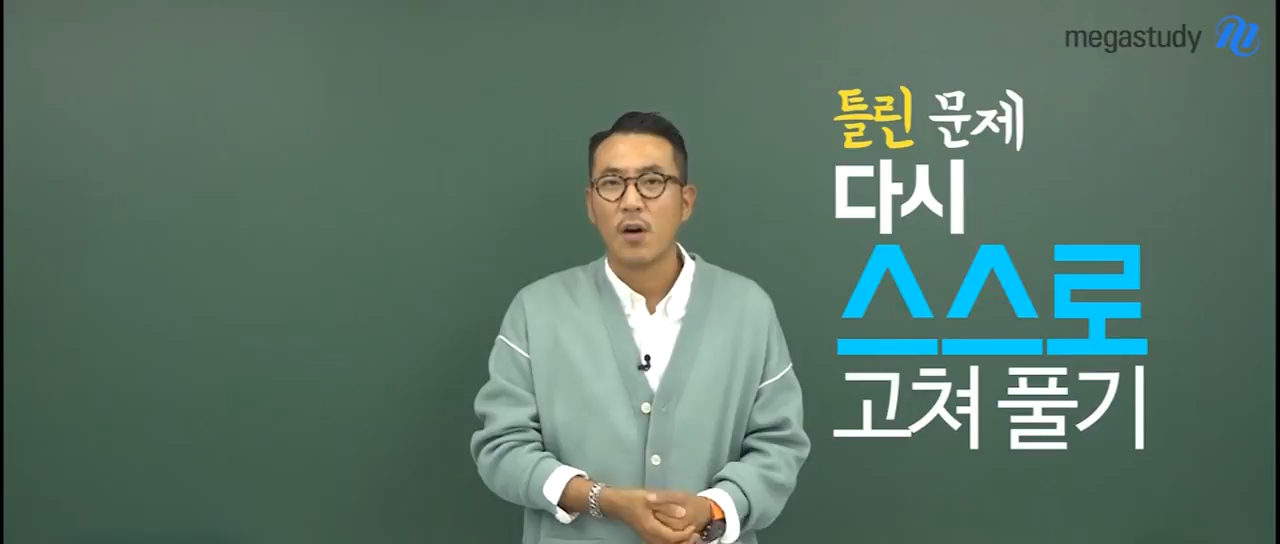 megastudy
틀린 문제
다시
스스로
고쳐 풀기